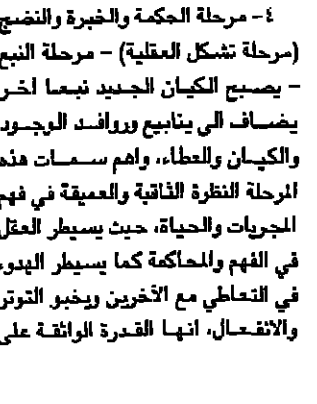 ٤- مرحلة الحكمة والخبرة والنضج
(مرحلة تشكل العقلية) - مرحلة النبع
- يصبح الكيان الجديد نبعا آخر
يضاف الى ينابيع وروافد الوجود
والكيان وللعطاء، واهم سمات هذه
المرحلة النظرة الثاقبة والعميقة في فهم
المجريات والحياة، حيث يسيطر العقل
في الفهم والمحاكمة كما يسيطر الهدوء
في التعاطي مع الآخرين ويخبو التوتر
والانفعال، انها القدرة الواثقة على